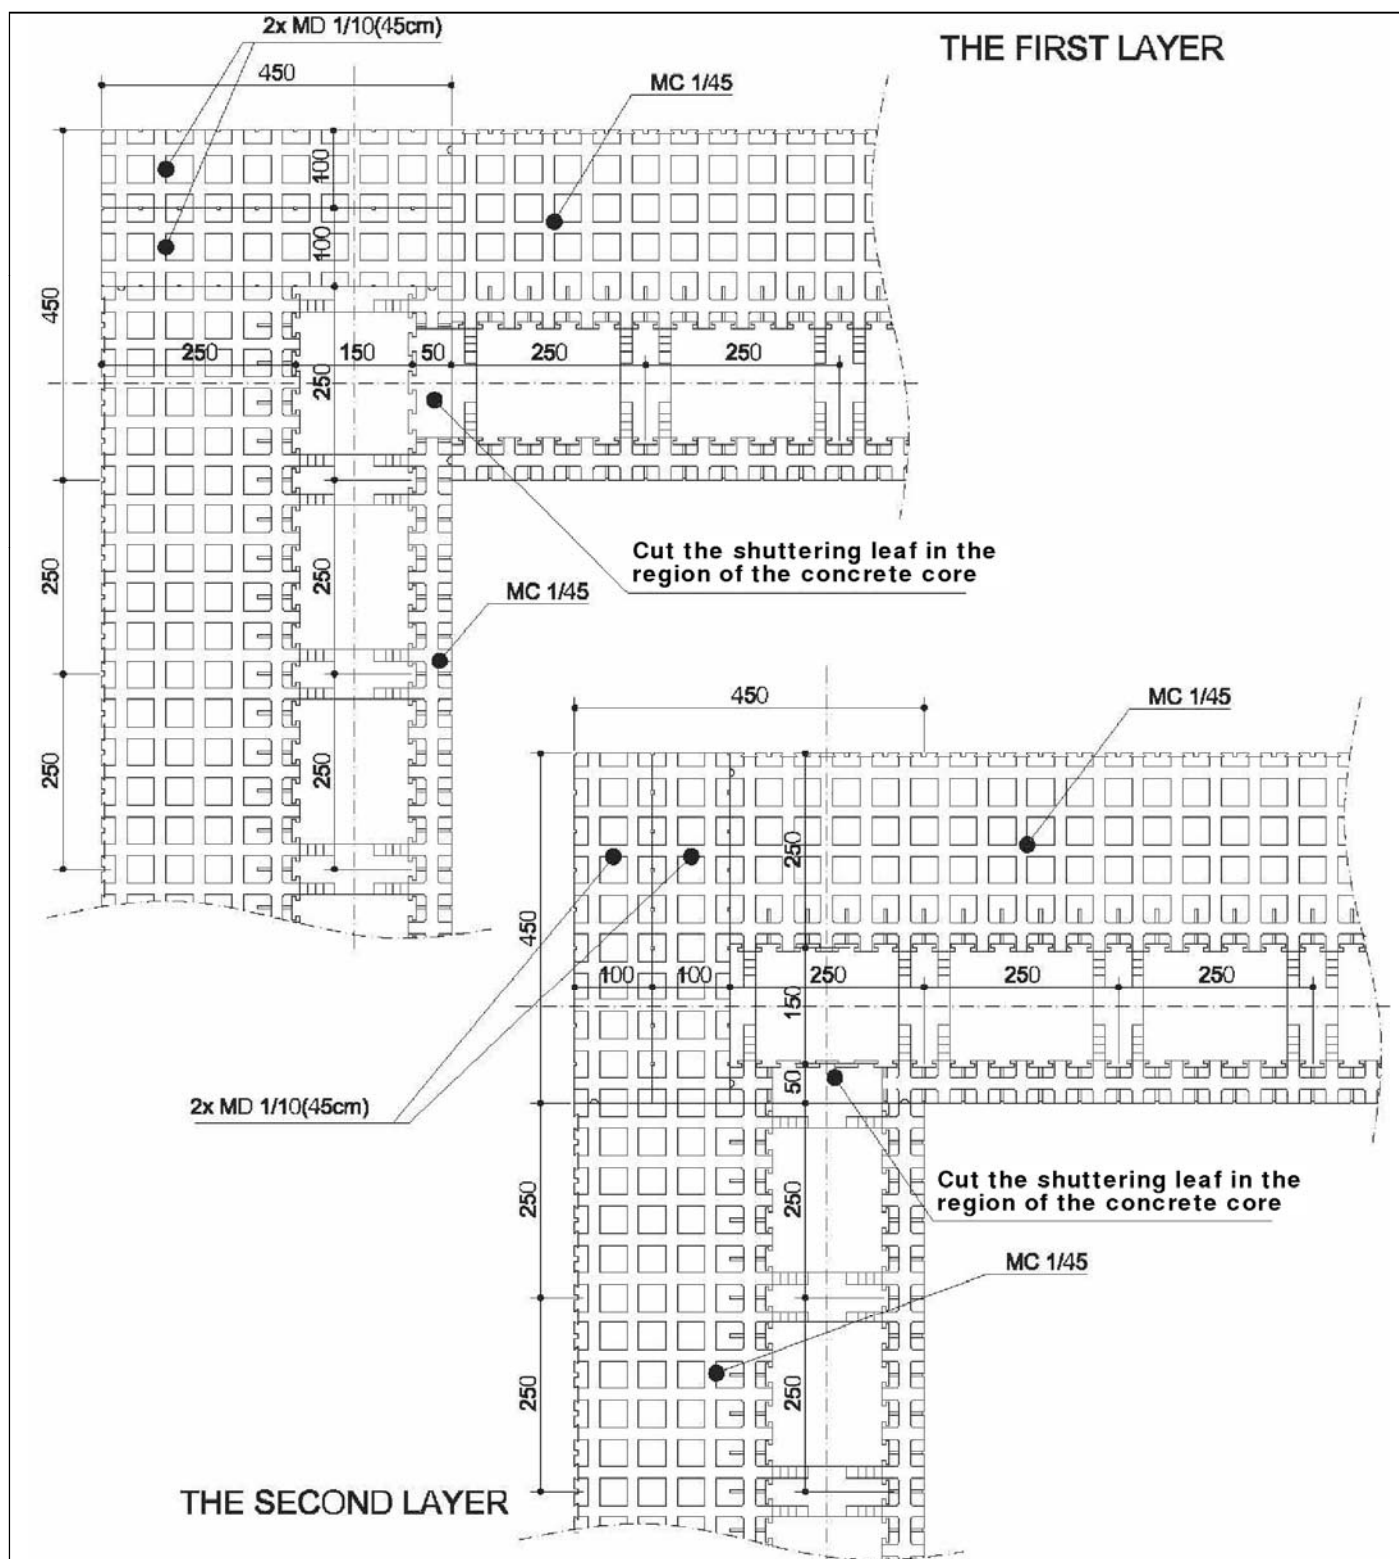 2x MD 1/10(45cm)
THE FIRST LAYER
450
MC 1/45
100
100
450
250
150
50
250
250
250
Cut the shuttering leaf in the
region of the concrete core
250
250
MC 1/45
250
250
450
MC 1/45
250
450
100
100
250
250
250
150
50
2x MD 1/10(45cm)
Cut the shuttering leaf in the
region of the concrete core
250
250
MC 1/45
250
250
THE SECOND LAYER